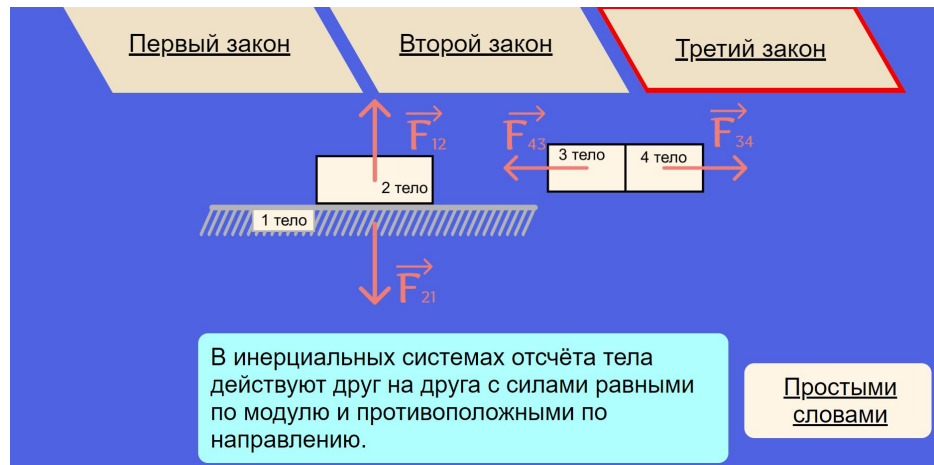 Первый закон
Второй закон
Третий закон
F12
F43
F34
3 тело
4 тело
2 тело
1 тело
F21
В инерциальных системах отсчёта тела
действуют друг на друга с силами равными
по модулю и противоположными по
направлению.
Простыми
словами